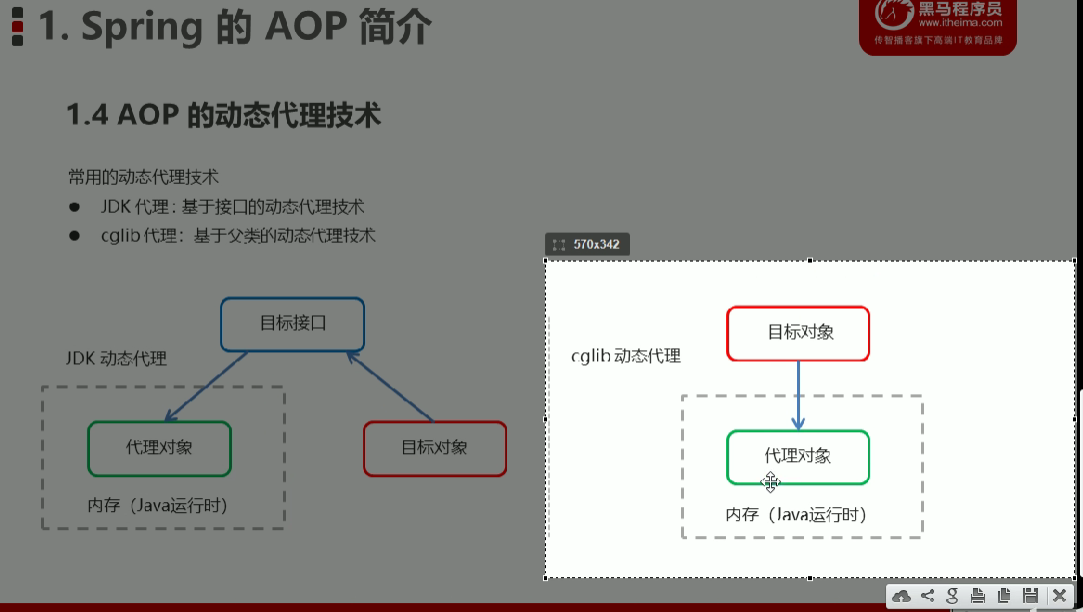 1. Spring 的 AOP 简介
黑马程序员
www.itheima.com
传智播客旗下高端IT教育品牌
1.4 AOP 的动态代理技术
常用的动态代理技术
● JDK 代理 : 基于接口的动态代理技术
● cglib 代理：基于父类的动态代理技术
570x342
目标接口
JDK 动态代理
代理对象
目标对象
内存（Java运行时）
目标对象
cglib 动态代理
代理对象
内存（Java运行时）